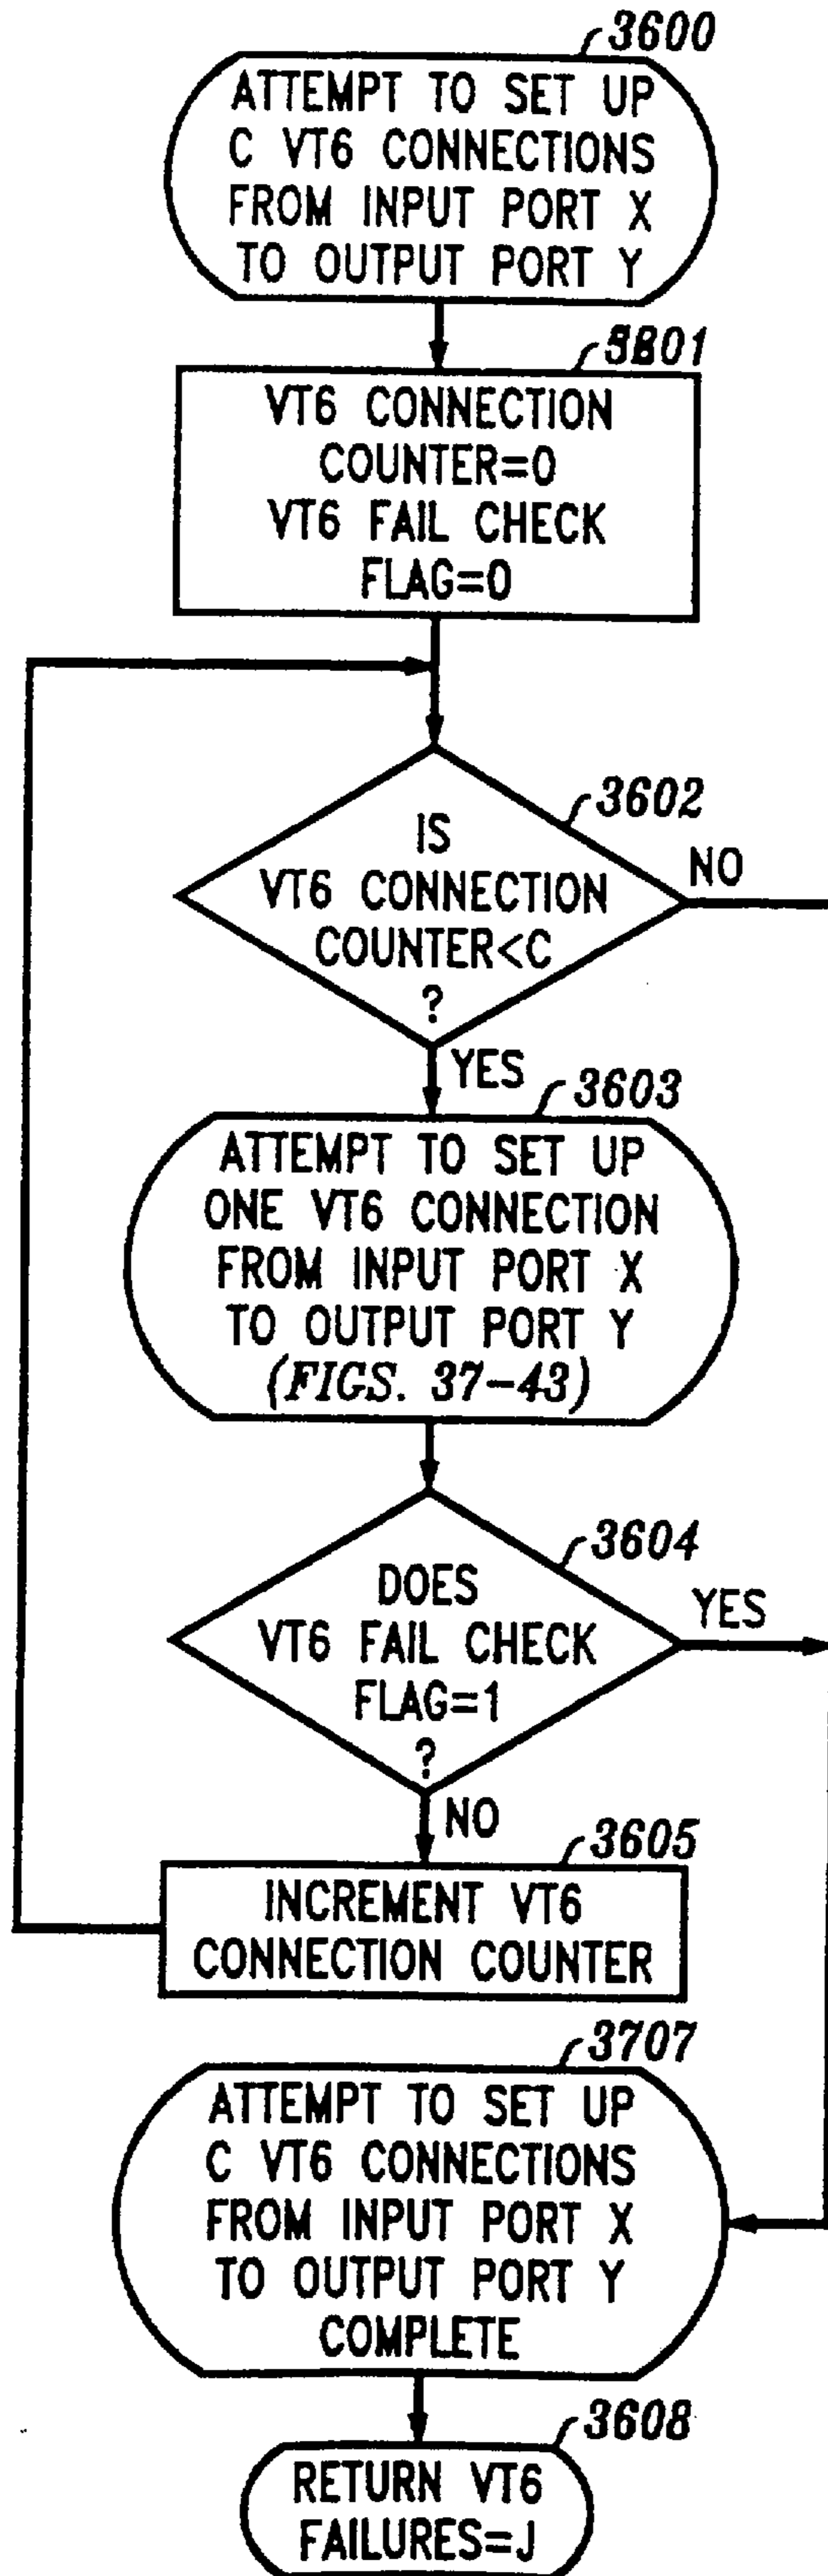 3600
ATTEMPT TO SET UP
C VT6 CONNECTIONS
FROM INPUT PORT X
TO OUTPUT PORT Y
VT6 CONNECTION
COUNTER=0
VT6 FAIL CHECK
FLAG=0
3602
IS
VT6 CONNECTION
COUNTER<C
?
NO
YES
3603
ATTEMPT TO SET UP
ONE VT6 CONNECTION
FROM INPUT PORT X
TO OUTPUT PORT Y
(FIGS. 37-43)
3604
DOES
VT6 FAIL CHECK
FLAG=1
?
YES
NO
3605
INCREMENT VT6
CONNECTION COUNTER
3707
ATTEMPT TO SET UP
C VT6 CONNECTIONS
FROM INPUT PORT X
TO OUTPUT PORT Y
COMPLETE
3608
RETURN VT6
FAILURES=J